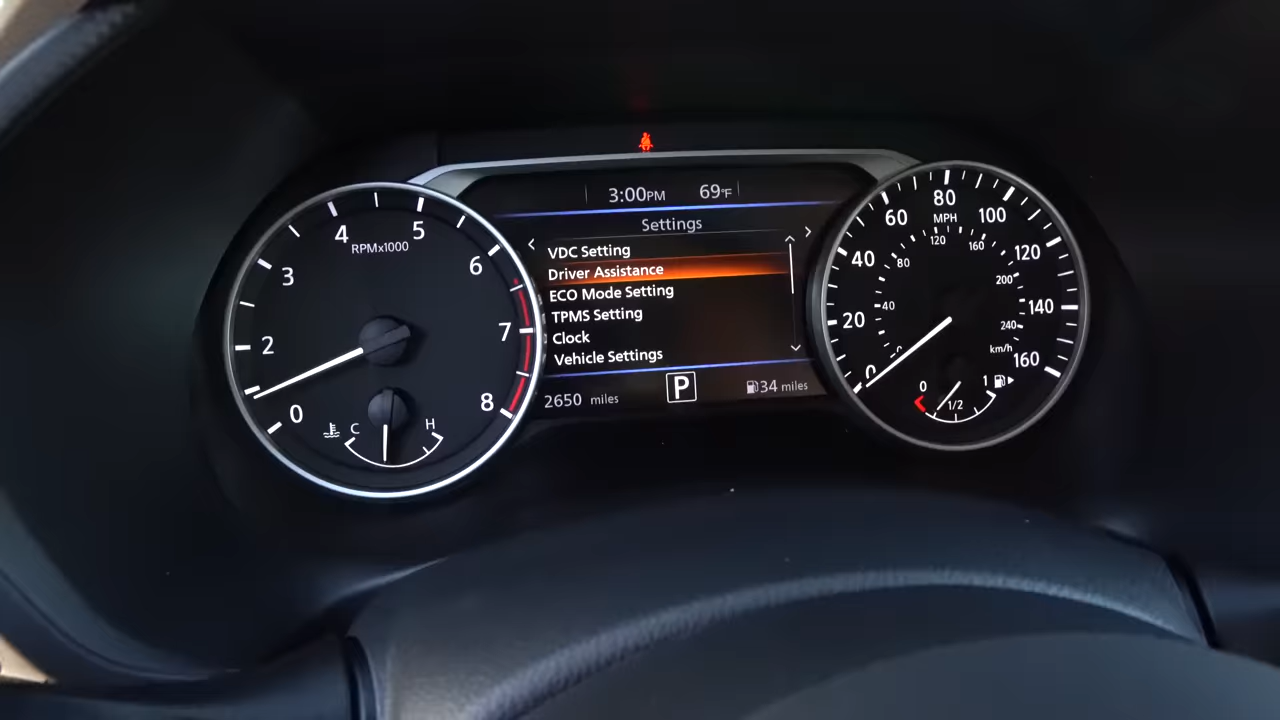 3:00PM 69°F
Settings
VDC Setting
Driver Assistance
ECO Mode Setting
TPMS Setting
Clock
Vehicle Settings
2650 miles
P
34 miles
RPMx1000
0
2
3
4
5
6
7
8
C
H
MPH
0
20
40
60
80
100
120
140
160
km/h
0
40
80
120
160
200
240
0
1/2
1